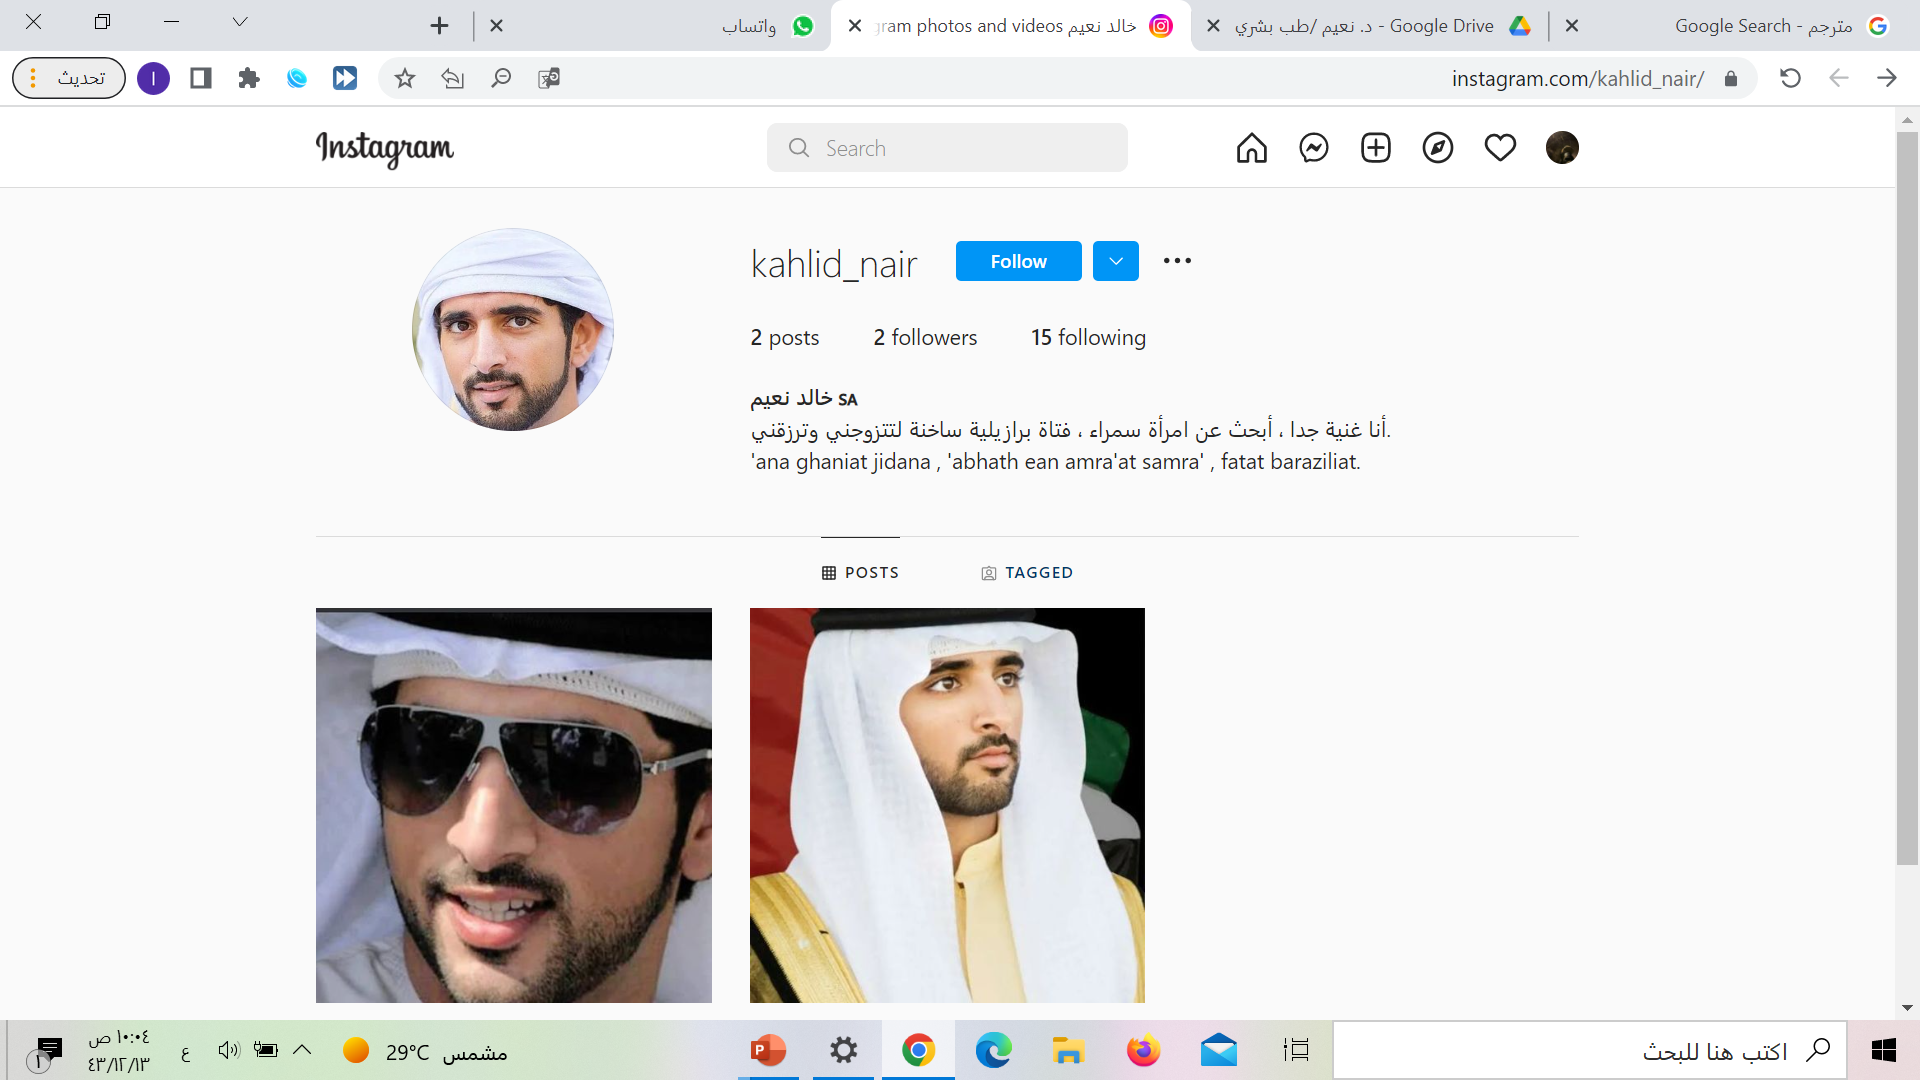 واتساب
خالد نعيم gram photos and videos
د. نعيم /طب بشري - Google Drive
مترجم - Google Search
تحديث
I
instagram.com/kahlid_nair/
Instagram
Search
kahlid_nair
Follow
2 posts 2 followers 15 following
خالد نعيم SA
أنا غنية جدا ، أبحث عن امرأة سمراء ، فتاة برازيلية ساخنة لتتزوجني وترزقني.
'ana ghaniat jidana , 'abhath ean amra'at samra' , fatat baraziliat.
POSTS TAGGED
اكتب هنا للبحث
مشمس 29°C
ع
١٠:٠٤ ص
٤٣/١٢/١٣
١